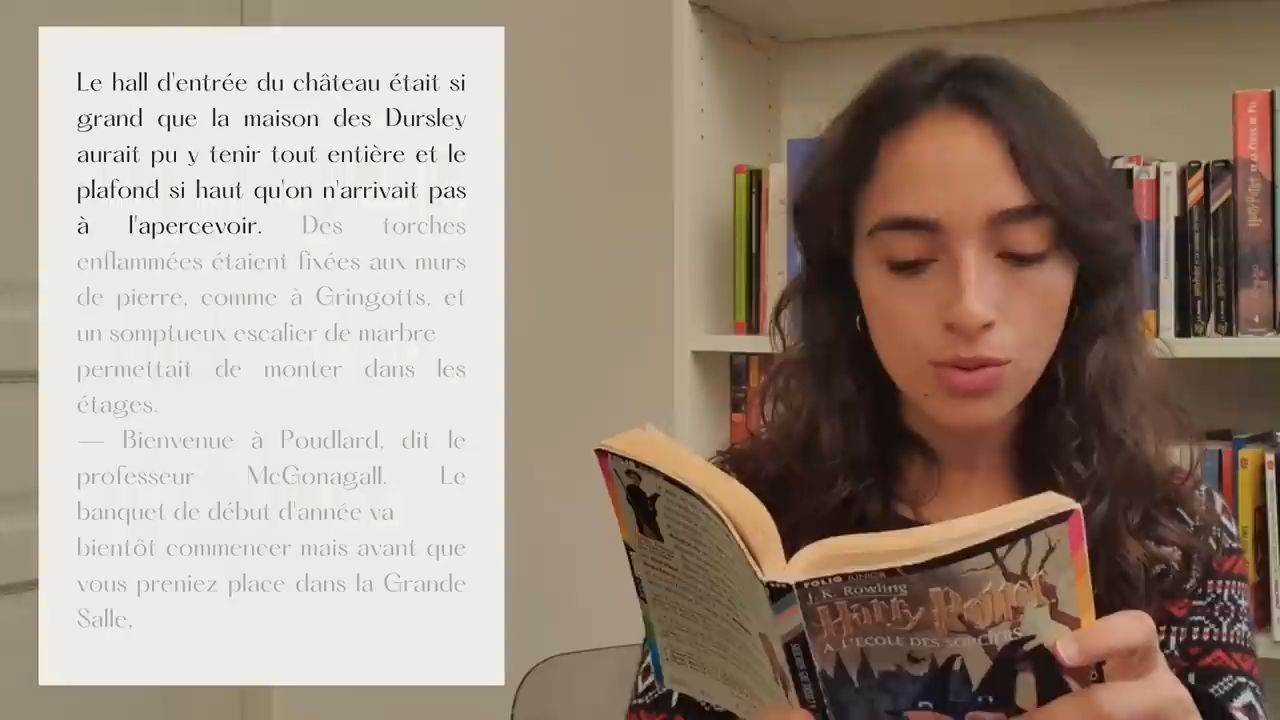 Le hall d'entrée du château était si
grand que la maison des Dursley
aurait pu y tenir tout entière et le
plafond si haut qu'on n'arrivait pas
à l'apercevoir. Des torches
enflammées étaient fixées aux murs
de pierre, comme à Gringotts, et
un somptueux escalier de marbre
permettait de monter dans les
étages.
— Bienvenue à Poudlard, dit le
professeur McGonagall. Le
banquet de début d'année va
bientôt commencer mais avant que
vous preniez place dans la Grande
Salle,
FOLIO JUNIOR
J. K. Rowling
Harry Potter
A L'ECOLE DES SORCIERS